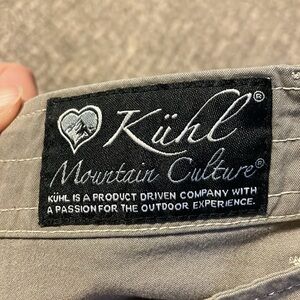 Kühl®
Mountain Culture®
KÜHL IS A PRODUCT DRIVEN COMPANY WITH
A PASSION FOR THE OUTDOOR EXPERIENCE.